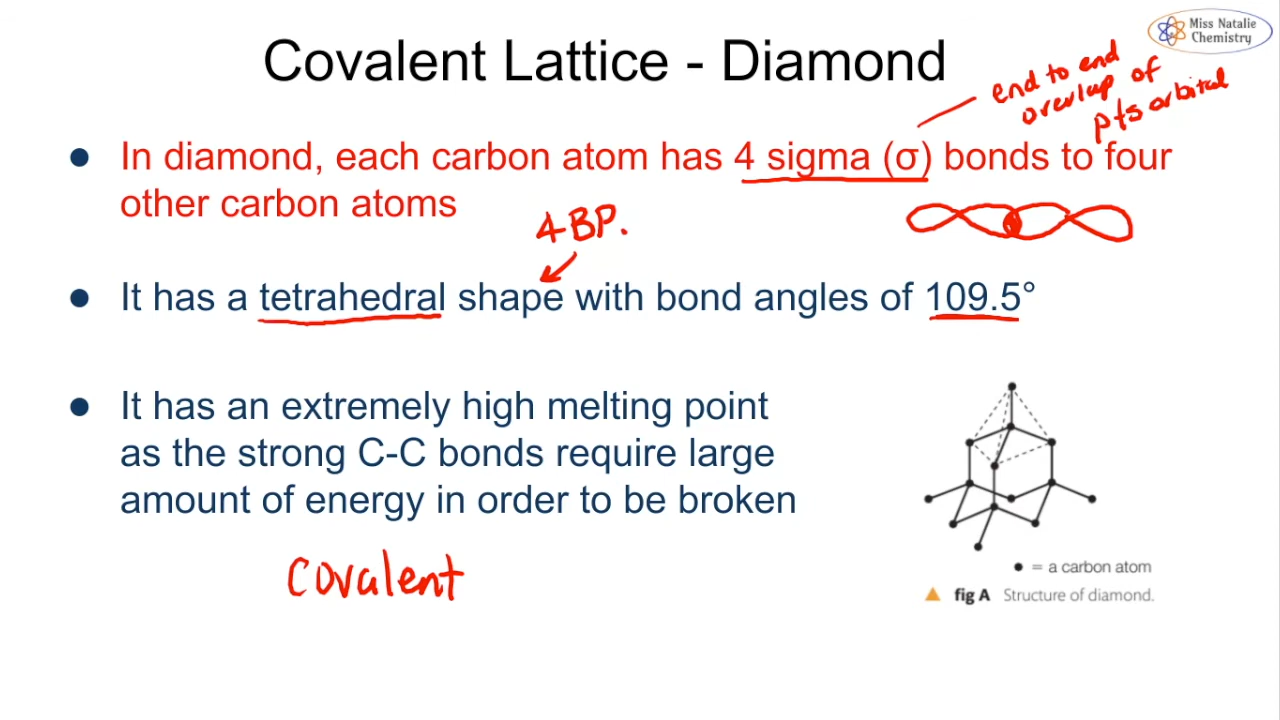 Miss Natalie
Chemistry
Covalent Lattice - Diamond
end to end
overlap of
p+s orbital
● In diamond, each carbon atom has 4 sigma (σ) bonds to four
other carbon atoms
4 BP.
● It has a tetrahedral shape with bond angles of 109.5°
● It has an extremely high melting point
as the strong C-C bonds require large
amount of energy in order to be broken
covalent
● = a carbon atom
fig A Structure of diamond.